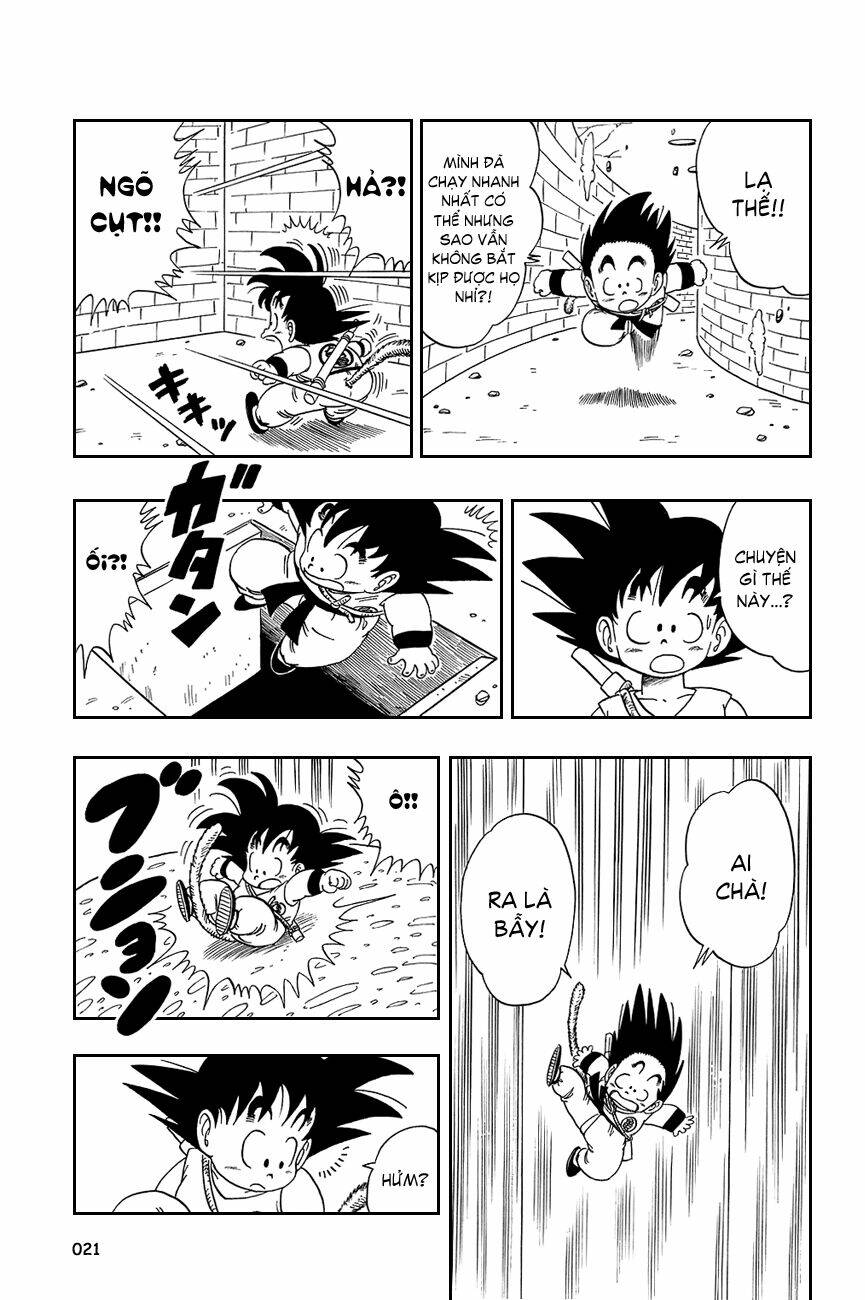 LẠ
THẾ!!
MÌNH ĐÃ
CHẠY NHANH
NHẤT CÓ
THỂ NHƯNG
SAO VẪN
KHÔNG BẮT
KỊP ĐƯỢC HỌ
NHỈ?!
HẢ?!
NGÕ
CỤT!!
キキッ
CHUYỆN
GÌ THẾ
NÀY...?
ỐI?!
ガタン
AI
CHÀ!
RA LÀ
BẪY!
Ô!!
ブニョン
HỬM?
021